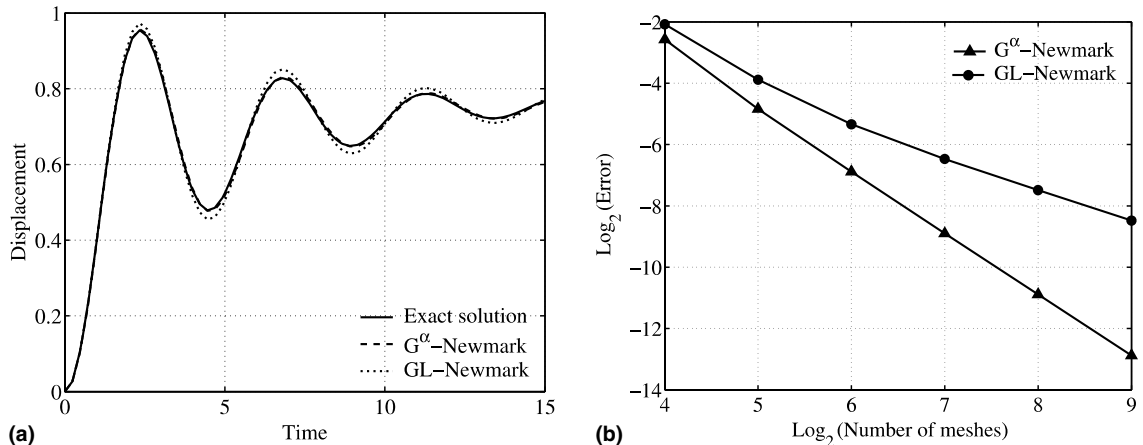 1
0.8
0.6
0.4
0.2
0
Displacement
0 5 10 15
Time
Exact solution
G^α−Newmark
GL−Newmark
(a)
−2
−4
−6
−8
−10
−12
−14
Log₂ (Error)
4 5 6 7 8 9
Log₂ (Number of meshes)
G^α−Newmark
GL−Newmark
(b)